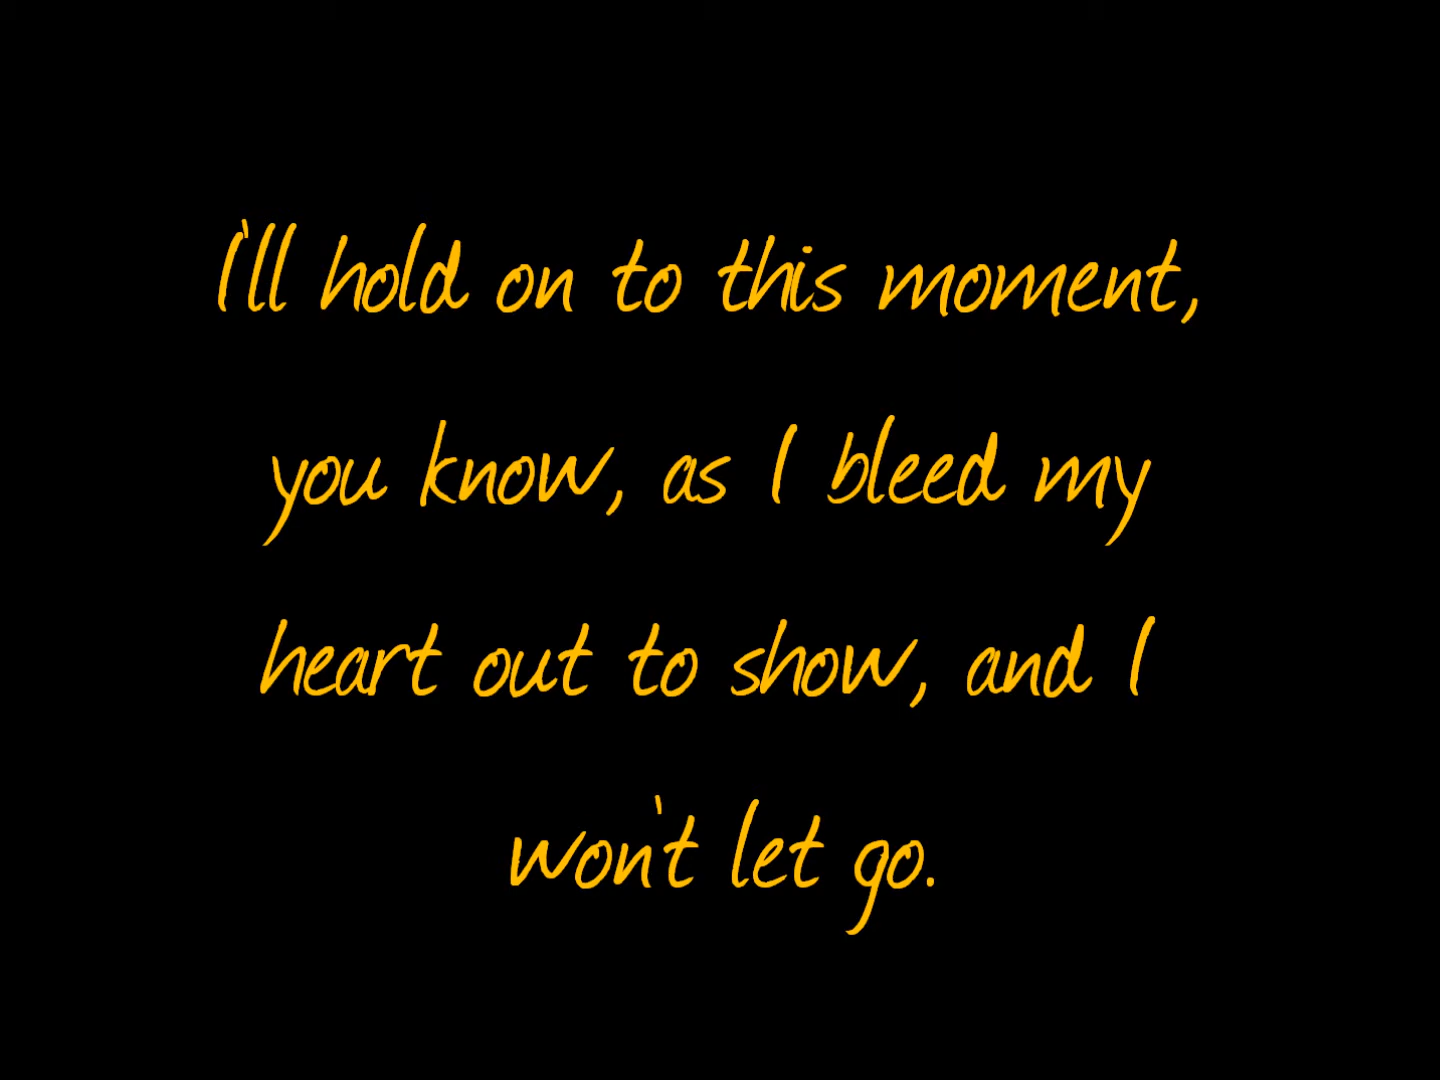 I'll hold on to this moment,
you know, as I bleed my
heart out to show, and I
won't let go.